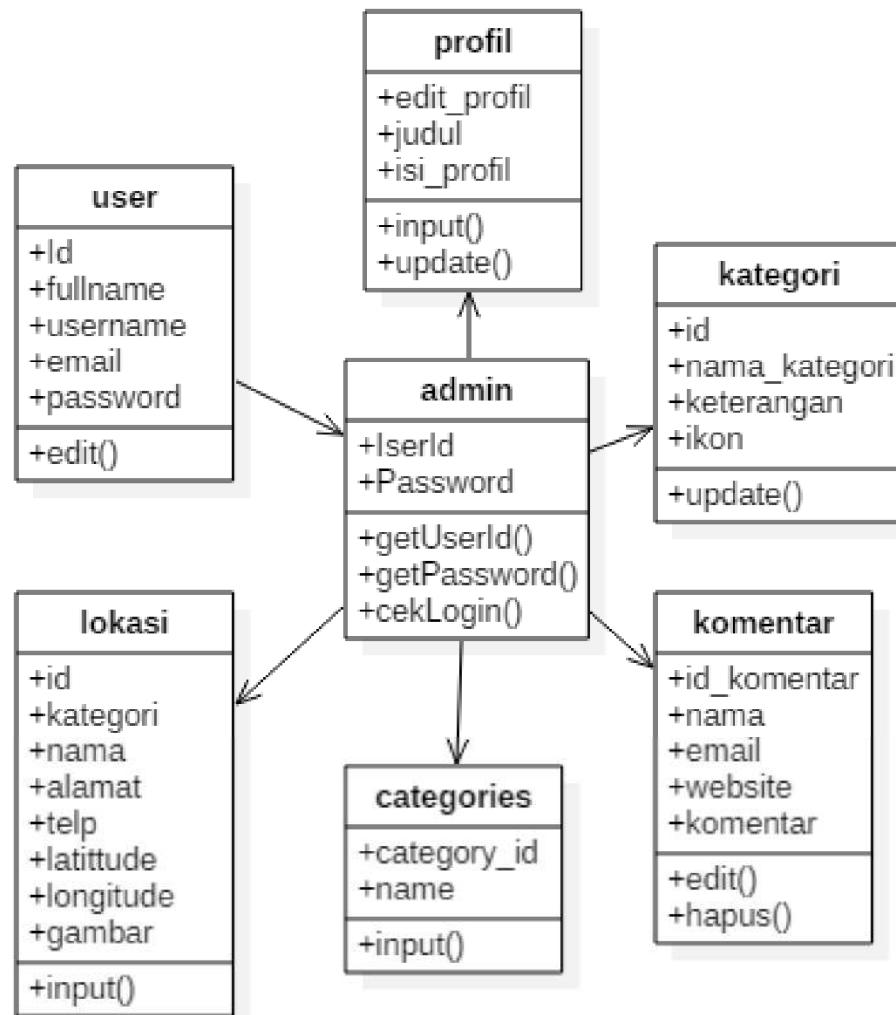 profil
+edit_profil
+judul
+isi_profil
+input()
+update()
user
+Id
+fullname
+username
+email
+password
+edit()
kategori
+id
+nama_kategori
+keterangan
+ikon
+update()
admin
+IserId
+Password
+getUserId()
+getPassword()
+cekLogin()
lokasi
+id
+kategori
+nama
+alamat
+telp
+latittude
+longitude
+gambar
+input()
categories
+category_id
+name
+input()
komentar
+id_komentar
+nama
+email
+website
+komentar
+edit()
+hapus()